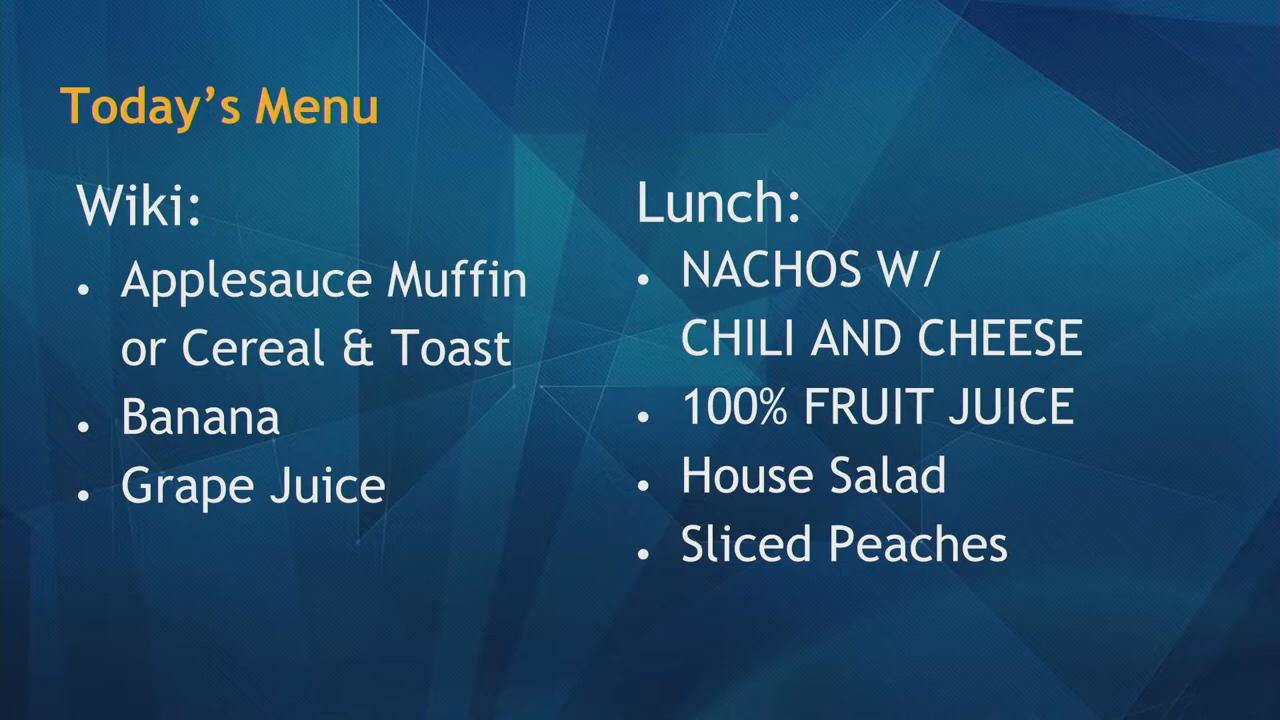 Today’s Menu
Wiki:
• Applesauce Muffin
or Cereal & Toast
• Banana
• Grape Juice
Lunch:
• NACHOS W/
CHILI AND CHEESE
• 100% FRUIT JUICE
• House Salad
• Sliced Peaches